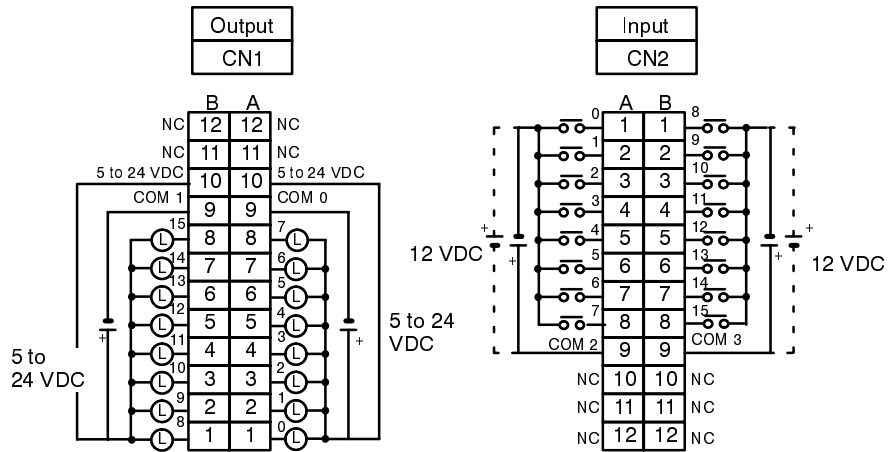 Output
CN1
B A
NC 12 12 NC
NC 11 11 NC
5 to 24 VDC 10 10 5 to 24 VDC
COM 1 9 9 COM 0
15 L 8 8 L 7
14 L 7 7 L 6
13 L 6 6 L 5
12 L 5 5 L 4
11 L 4 4 L 3
10 L 3 3 L 2
9 L 2 2 L 1
8 L 1 1 L 0
+
+
5 to
24 VDC
5 to 24
VDC
Input
CN2
A B
0 1 1 8
1 2 2 9
2 3 3 10
3 4 4 11
4 5 5 12
5 6 6 13
6 7 7 14
7 8 8 15
COM 2 9 9 COM 3
NC 10 10 NC
NC 11 11 NC
NC 12 12 NC
+
+
12 VDC
+
+
12 VDC